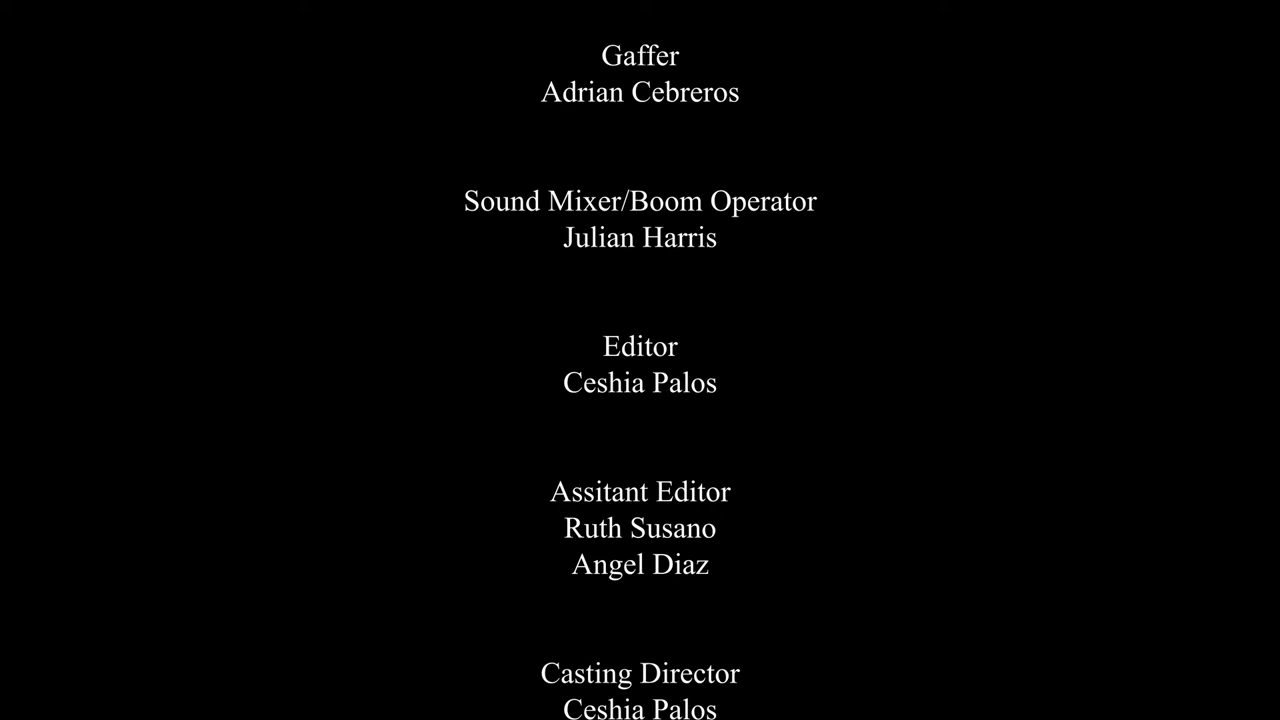 Gaffer
Adrian Cebreros
Sound Mixer/Boom Operator
Julian Harris
Editor
Ceshia Palos
Assitant Editor
Ruth Susano
Angel Diaz
Casting Director
Ceshia Palos